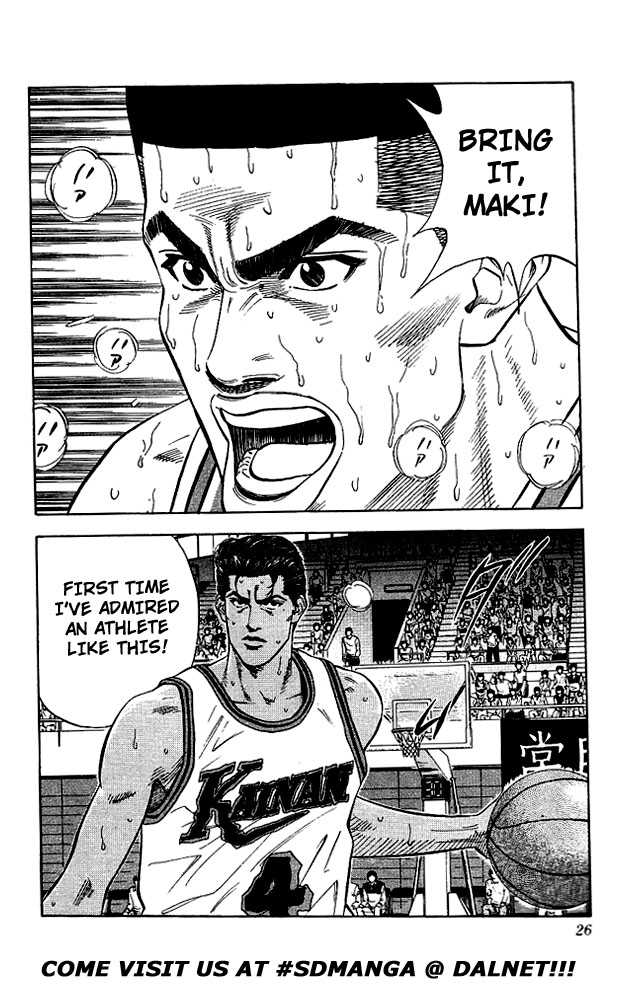 BRING
IT,
MAKI!
FIRST TIME
I'VE ADMIRED
AN ATHLETE
LIKE THIS!
KAINAN
4
常
26
COME VISIT US AT #SDMANGA @ DALNET!!!